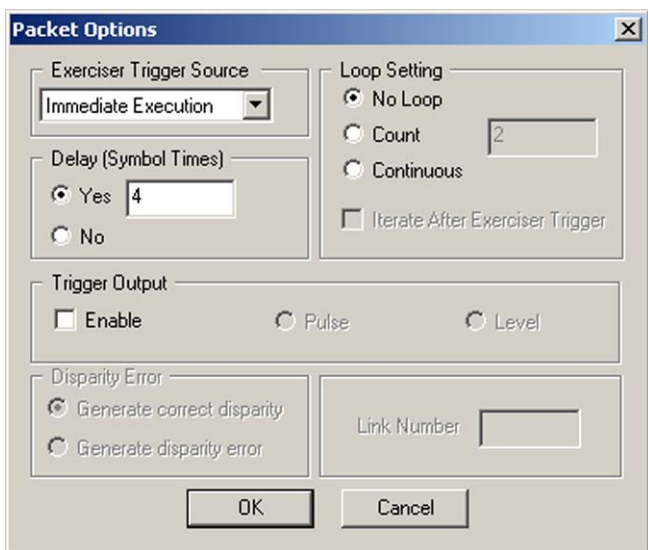 Packet Options
Exerciser Trigger Source
Immediate Execution
Delay (Symbol Times)
Yes 4
No
Loop Setting
No Loop
Count 2
Continuous
Iterate After Exerciser Trigger
Trigger Output
Enable Pulse Level
Disparity Error
Generate correct disparity
Generate disparity error
Link Number
OK Cancel